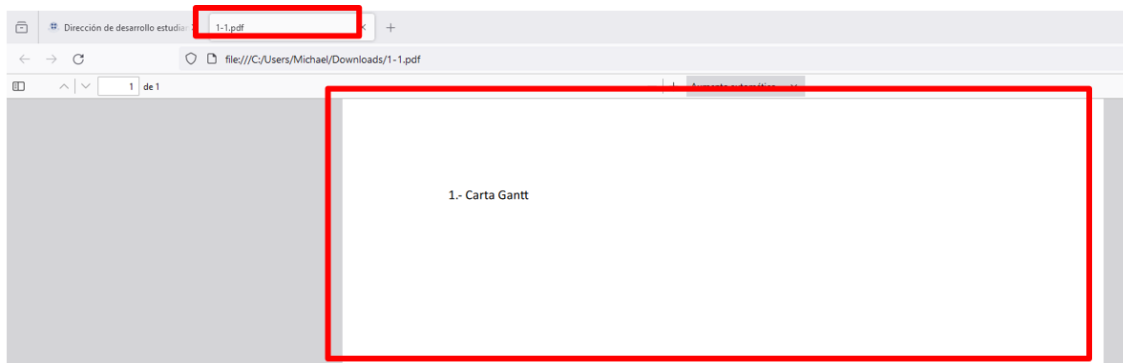 Dirección de desarrollo estudia
1-1.pdf
file:///C:/Users/Michael/Downloads/1-1.pdf
1 de 1
1.- Carta Gantt